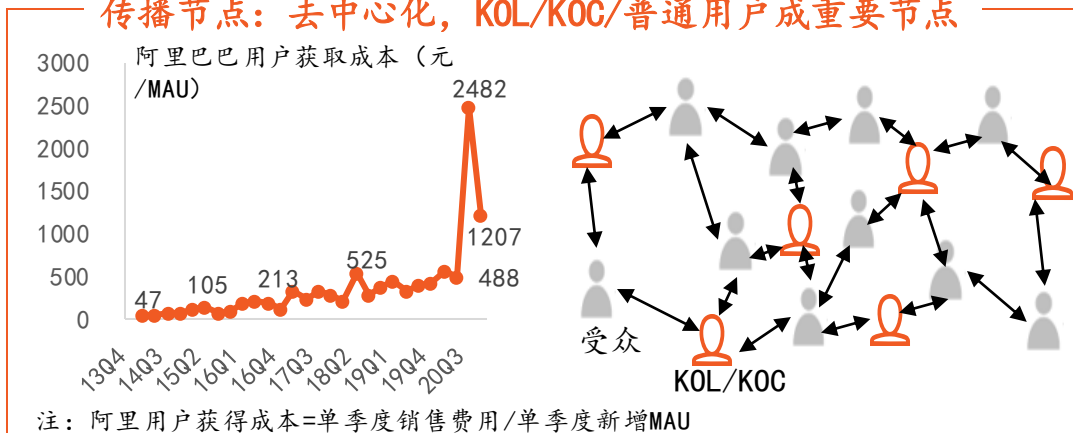 传播节点：去中心化，KOL/KOC/普通用户成重要节点
阿里巴巴用户获取成本（元
/MAU）
3000
2500
2000
1500
1000
500
0
47
105
213
525
2482
1207
488
13Q4
14Q3
15Q2
16Q1
16Q4
17Q3
18Q2
19Q1
19Q4
20Q3
受众
KOL/KOC
注：阿里用户获得成本=单季度销售费用/单季度新增MAU